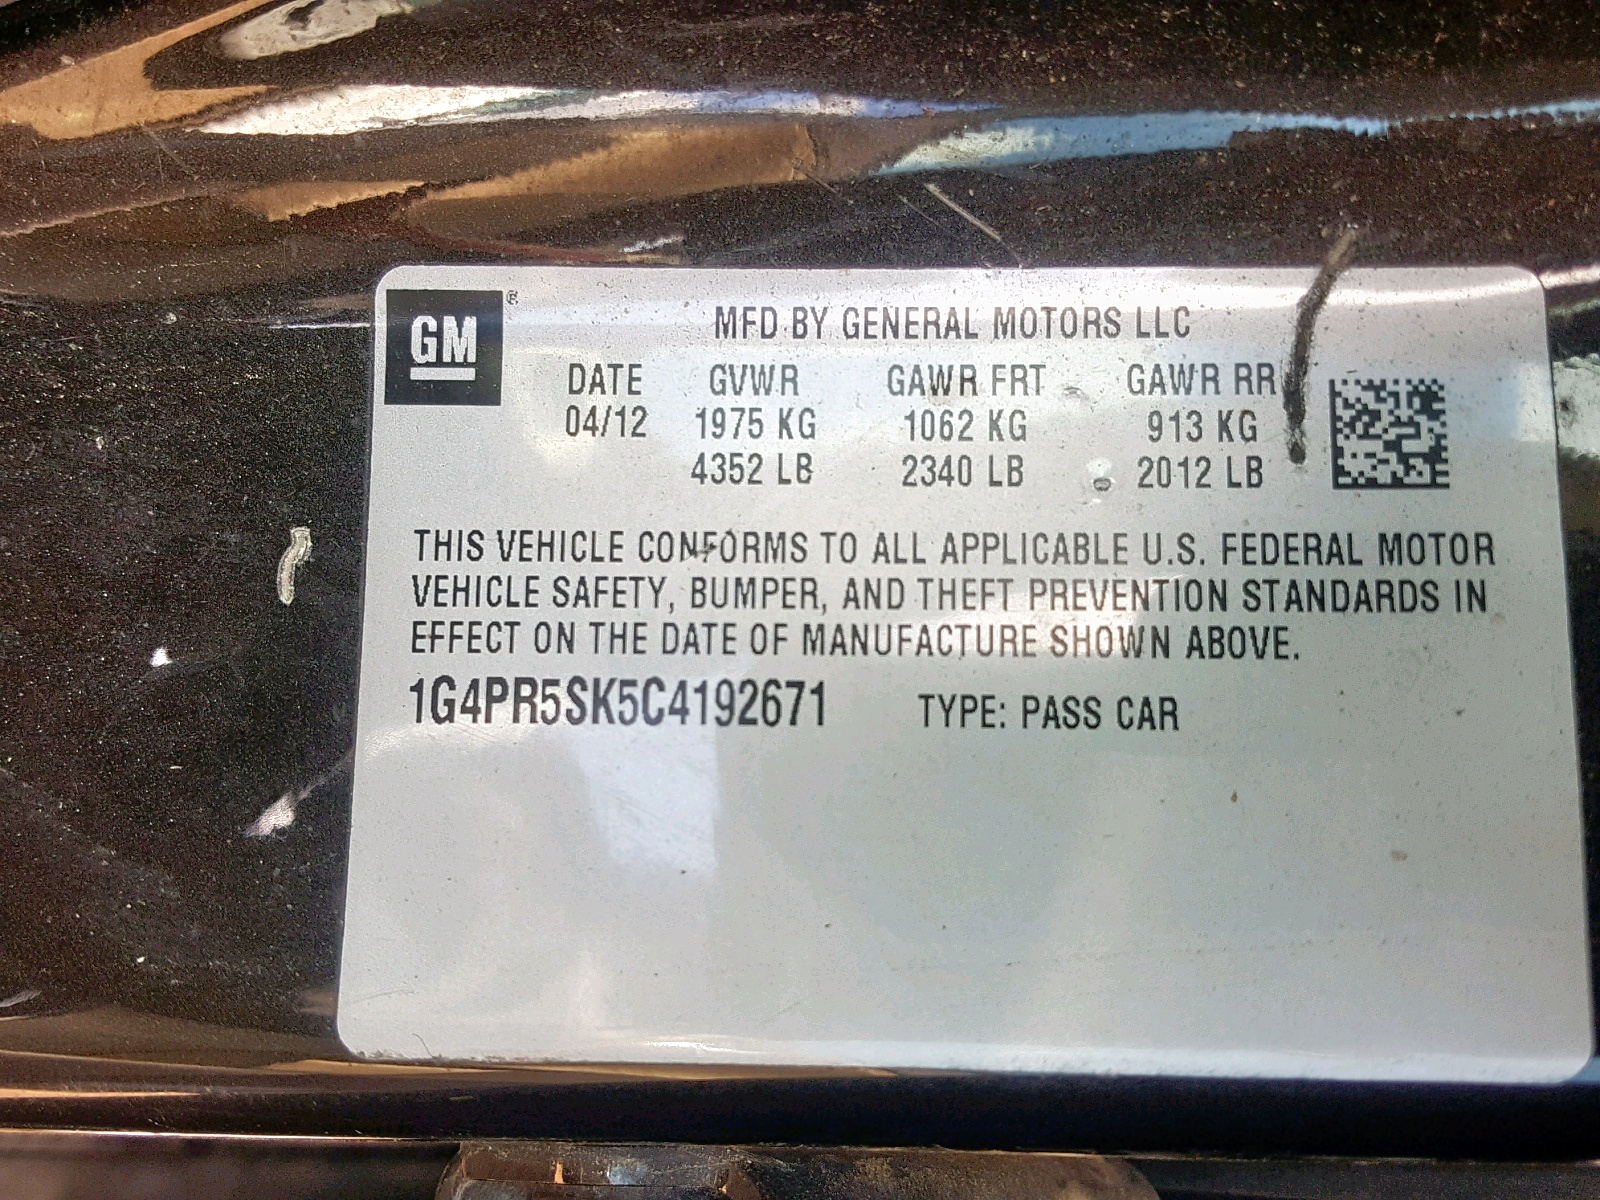 GM ®
MFD BY GENERAL MOTORS LLC
DATE GVWR GAWR FRT GAWR RR
04/12 1975 KG 1062 KG 913 KG
4352 LB 2340 LB 2012 LB
THIS VEHICLE CONFORMS TO ALL APPLICABLE U.S. FEDERAL MOTOR
VEHICLE SAFETY, BUMPER, AND THEFT PREVENTION STANDARDS IN
EFFECT ON THE DATE OF MANUFACTURE SHOWN ABOVE.
1G4PR5SK5C4192671 TYPE: PASS CAR